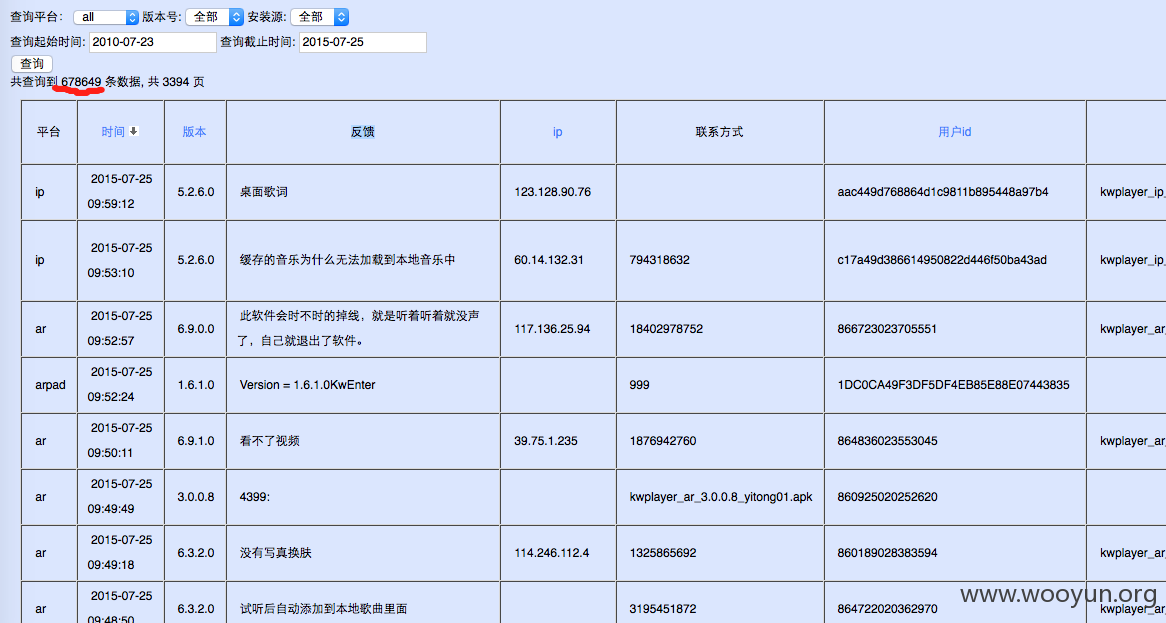 查询平台: all 版本号: 全部 安装源: 全部
查询起始时间: 2010-07-23 查询截止时间: 2015-07-25
查询
共查询到 678649 条数据, 共 3394 页
平台 时间 版本 反馈 ip 联系方式 用户id
ip 2015-07-25 09:59:12 5.2.6.0 桌面歌词 123.128.90.76 aac449d768864d1c9811b895448a97b4 kwplayer_ip_
ip 2015-07-25 09:53:10 5.2.6.0 缓存的音乐为什么无法加载到本地音乐中 60.14.132.31 794318632 c17a49d386614950822d446f50ba43ad kwplayer_ip_
ar 2015-07-25 09:52:57 6.9.0.0 此软件会时不时的掉线，就是听着听着就没声了，自己就退出了软件。 117.136.25.94 18402978752 866723023705551 kwplayer_ar_
arpad 2015-07-25 09:52:24 1.6.1.0 Version = 1.6.1.0KwEnter 999 1DC0CA49F3DF5DF4EB85E88E07443835
ar 2015-07-25 09:50:11 6.9.1.0 看不了视频 39.75.1.235 1876942760 864836023553045 kwplayer_ar_
ar 2015-07-25 09:49:49 3.0.0.8 4399: kwplayer_ar_3.0.0.8_yitong01.apk 860925020252620
ar 2015-07-25 09:49:18 6.3.2.0 没有写真换肤 114.246.112.4 1325865692 860189028383594 kwplayer_ar_
ar 2015-07-25 09:48:50 6.3.2.0 试听后自动添加到本地歌曲里面 3195451872 864722020362970 kwplayer_ar_
www.wooyun.org